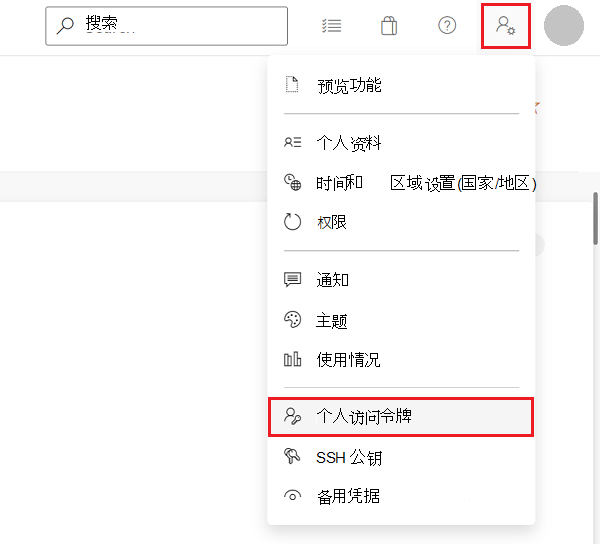 搜索
预览功能
个人资料
时间和 区域设置(国家/地区)
权限
通知
主题
使用情况
个人访问令牌
SSH 公钥
备用凭据